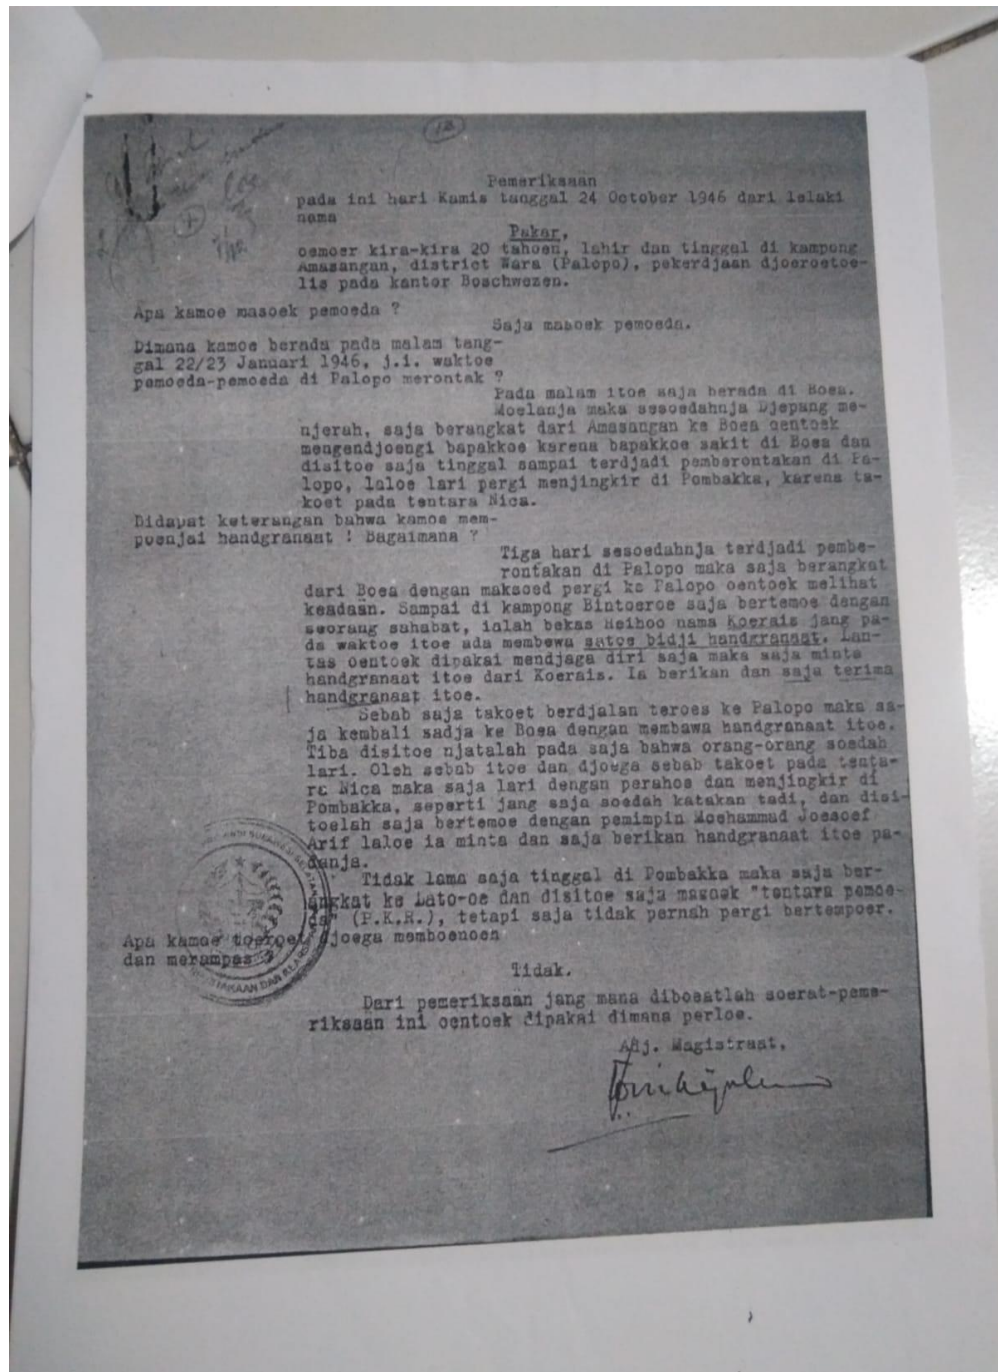 12
Pemeriksaan
pada ini hari Kamis tanggal 24 October 1946 dari lelaki
nama
Pakar,
oemoer kira-kira 20 tahoen, lahir dan tinggal di kampong
Amasangan, district Wara (Palopo), pekerdjaan djoeroetoe-
lis pada kantor Boschwezen.
Apa kamoe masoek pemoeda ?
Saja masoek pemoeda.
Dimana kamoe berada pada malam tang-
gal 22/23 Januari 1946, j.i. waktoe
pemoeda-pemoeda di Palopo merontak ?
Pada malam itoe saja berada di Boea.
Moelanja maka sesoedahnja Djepang me-
njerah, saja berangkat dari Amasangan ke Boea oentoek
mengendjoengi bapakkoe karena bapakkoe sakit di Boea dan
disitoe saja tinggal sampai terdjadi pemberontakan di Pa-
lopo, laloe lari pergi menjingkir di Pombakka, karena ta-
koet pada tentara Nica.
Didapat keterangan bahwa kamoe mem-
poenjai handgranaat ! Bagaimana ?
Tiga hari sesoedahnja terdjadi pembe-
rontakan di Palopo maka saja berangkat
dari Boea dengan maksoed pergi ke Palopo oentoek melihat
keadaan. Sampai di kampong Bintoeroe saja bertemoe dengan
seorang sahabat, ialah bekas Heihoo nama Koerais jang pa-
da waktoe itoe ada membewa satoe bidji handgranaat. Lan-
tas oentoek dipakai mendjaga diri saja maka saja minta
handgranaat itoe dari Koerais. Ia berikan dan saja terima
handgranaat itoe.
Sebab saja takoet berdjalan teroes ke Palopo maka sa-
ja kembali sadja ke Boea dengan membawa handgranaat itoe.
Tiba disitoe njatalah pada saja bahwa orang-orang soedah
lari. Oleh sebab itoe dan djoega sebab takoet pada tenta-
ra Nica maka saja lari dengan perahoe dan menjingkir di
Pombakka, seperti jang saja soedah katakan tadi, dan disi-
toelah saja bertemoe dengan pemimpin Moehammad Joesoef
Arif laloe ia minta dan saja berikan handgranaat itoe pa-
danja.
Tidak lama saja tinggal di Pombakka maka saja ber-
angkat ke Lato-oe dan disitoe saja masoek "tentara pemoe-
da" (P.K.R.), tetapi saja tidak pernah pergi bertempoer.
Apa kamoe toeroet djoega memboenoeh
dan merampas ?
Tidak.
Dari pemeriksaan jang mana diboeatlah soerat-peme-
riksaan ini oentoek dipakai dimana perloe.
Adj. Magistraat,